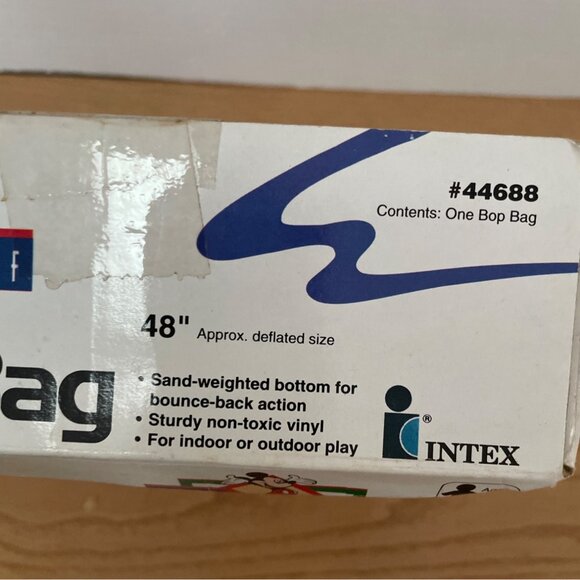 #44688
Contents: One Bop Bag
f
48" Approx. deflated size
ag
• Sand-weighted bottom for
bounce-back action
• Sturdy non-toxic vinyl
• For indoor or outdoor play
® INTEX